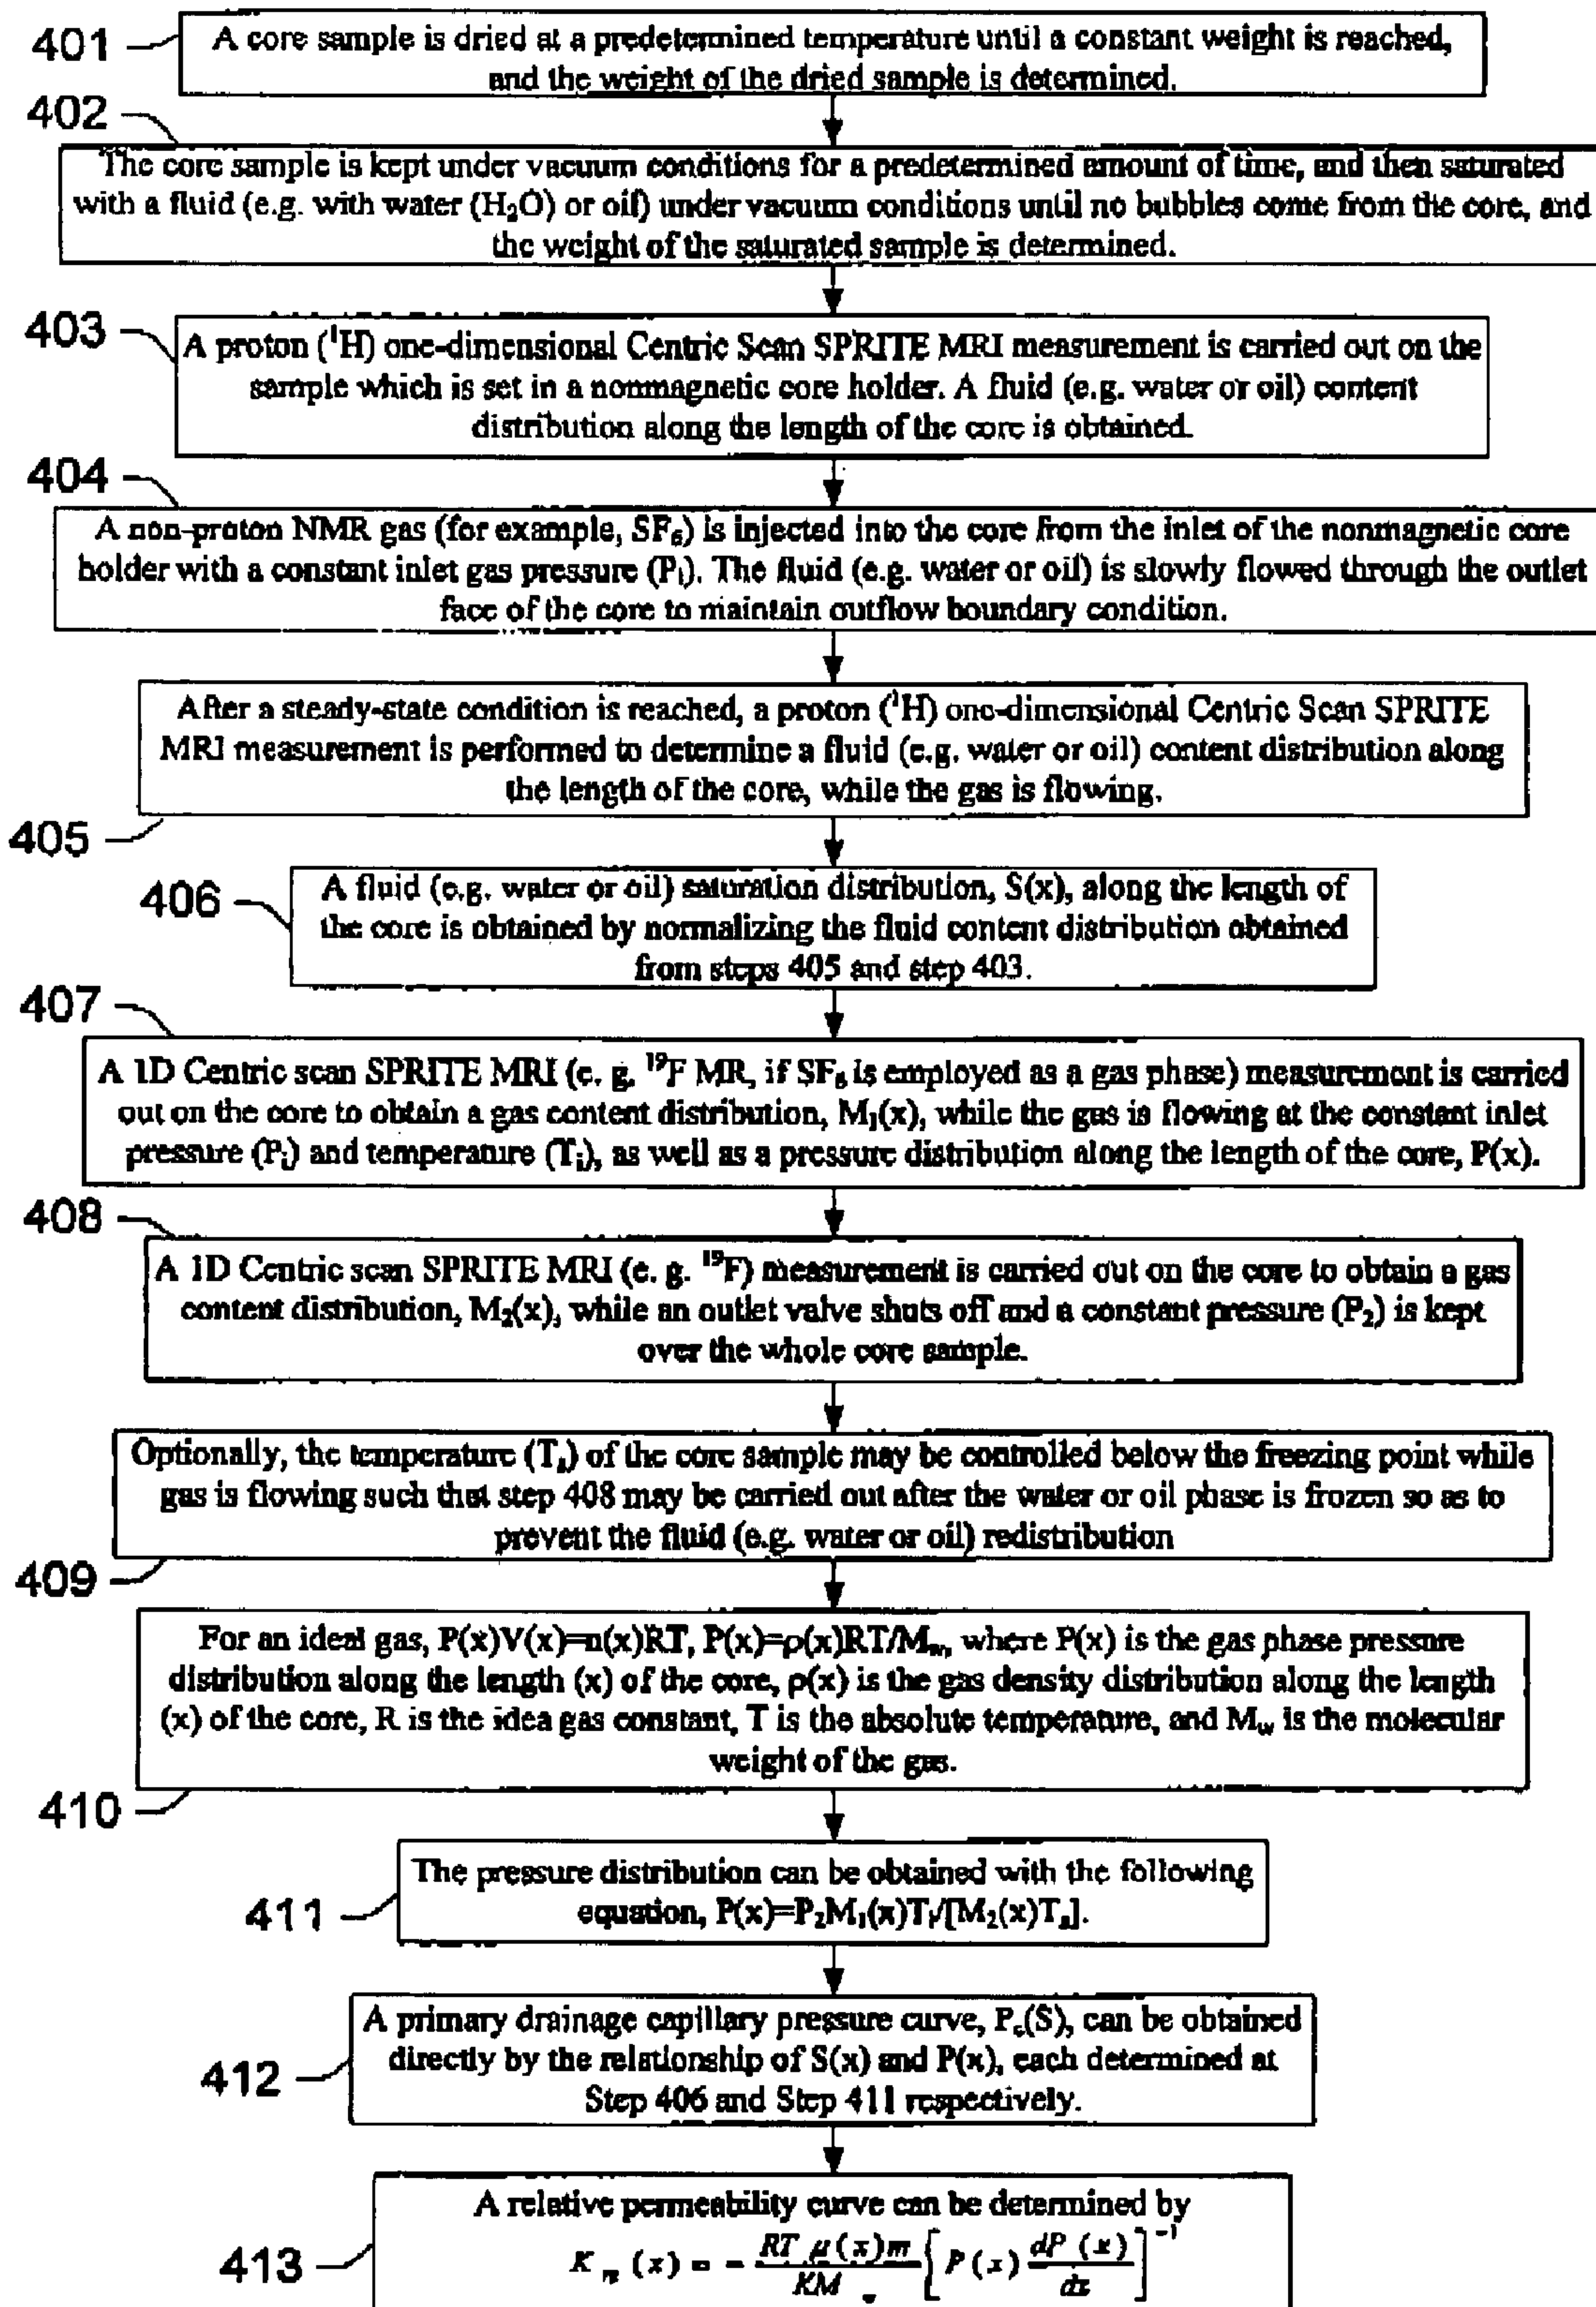 401
A core sample is dried at a predetermined temperature until a constant weight is reached,
and the weight of the dried sample is determined.
402
The core sample is kept under vacuum conditions for a predetermined amount of time, and then saturated
with a fluid (e.g. with water (H₂O) or oil) under vacuum conditions until no bubbles come from the core, and
the weight of the saturated sample is determined.
403
A proton (¹H) one-dimensional Centric Scan SPRITE MRI measurement is carried out on the
sample which is set in a nonmagnetic core holder. A fluid (e.g. water or oil) content
distribution along the length of the core is obtained.
404
A non-proton NMR gas (for example, SF₆) is injected into the core from the inlet of the nonmagnetic core
holder with a constant inlet gas pressure (Pᵢ). The fluid (e.g. water or oil) is slowly flowed through the outlet
face of the core to maintain outflow boundary condition.
After a steady-state condition is reached, a proton (¹H) one-dimensional Centric Scan SPRITE
MRI measurement is performed to determine a fluid (e.g. water or oil) content distribution along
the length of the core, while the gas is flowing.
405
406
A fluid (e.g. water or oil) saturation distribution, S(x), along the length of
the core is obtained by normalizing the fluid content distribution obtained
from steps 405 and step 403.
407
A 1D Centric scan SPRITE MRI (e. g. ¹⁹F MR, if SF₆ is employed as a gas phase) measurement is carried
out on the core to obtain a gas content distribution, M₁(x), while the gas is flowing at the constant inlet
pressure (Pᵢ) and temperature (Tᵢ), as well as a pressure distribution along the length of the core, P(x).
408
A 1D Centric scan SPRITE MRI (e. g. ¹⁹F) measurement is carried out on the core to obtain a gas
content distribution, M₂(x), while an outlet valve shuts off and a constant pressure (P₂) is kept
over the whole core sample.
Optionally, the temperature (Tₛ) of the core sample may be controlled below the freezing point while
gas is flowing such that step 408 may be carried out after the water or oil phase is frozen so as to
prevent the fluid (e.g. water or oil) redistribution
409
For an ideal gas, P(x)V(x)=n(x)RT, P(x)=ρ(x)RT/M_w, where P(x) is the gas phase pressure
distribution along the length (x) of the core, ρ(x) is the gas density distribution along the length
(x) of the core, R is the idea gas constant, T is the absolute temperature, and M_w is the molecular
weight of the gas.
410
The pressure distribution can be obtained with the following
411
equation, P(x)=P₂M₁(x)Tᵢ/[M₂(x)Tₛ].
A primary drainage capillary pressure curve, P_c(S), can be obtained
412
directly by the relationship of S(x) and P(x), each determined at
Step 406 and Step 411 respectively.
A relative permeability curve can be determined by
413
K (x) = - RT μ(x)m / KM [P(x) dP(x)/dx]⁻¹